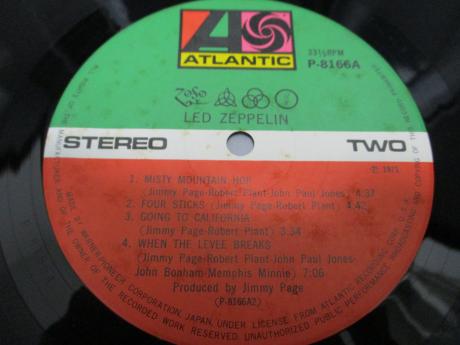 ATLANTIC
33⅓RPM
P-8166A
LED ZEPPELIN
STEREO
TWO
Ⓟ 1971
1. MISTY MOUNTAIN HOP
(Jimmy Page-Robert Plant-John Paul Jones) 4:37
2. FOUR STICKS (Jimmy Page-Robert Plant) 4:42
3. GOING TO CALIFORNIA
(Jimmy Page-Robert Plant) 3:34
4. WHEN THE LEVEE BREAKS
(Jimmy Page-Robert Plant-John Paul Jones-
John Bonham-Memphis Minnie) 7:06
Produced by Jimmy Page
(P-8166A2)
MADE BY WARNER-PIONEER CORPORATION, JAPAN, UNDER LICENSE FROM ATLANTIC RECORDING CORP., U.S.A.
OF THE RECORDED WORK RESERVED. UNAUTHORIZED PUBLIC PERFORMANCE, BROADCASTING AND COPYING OF